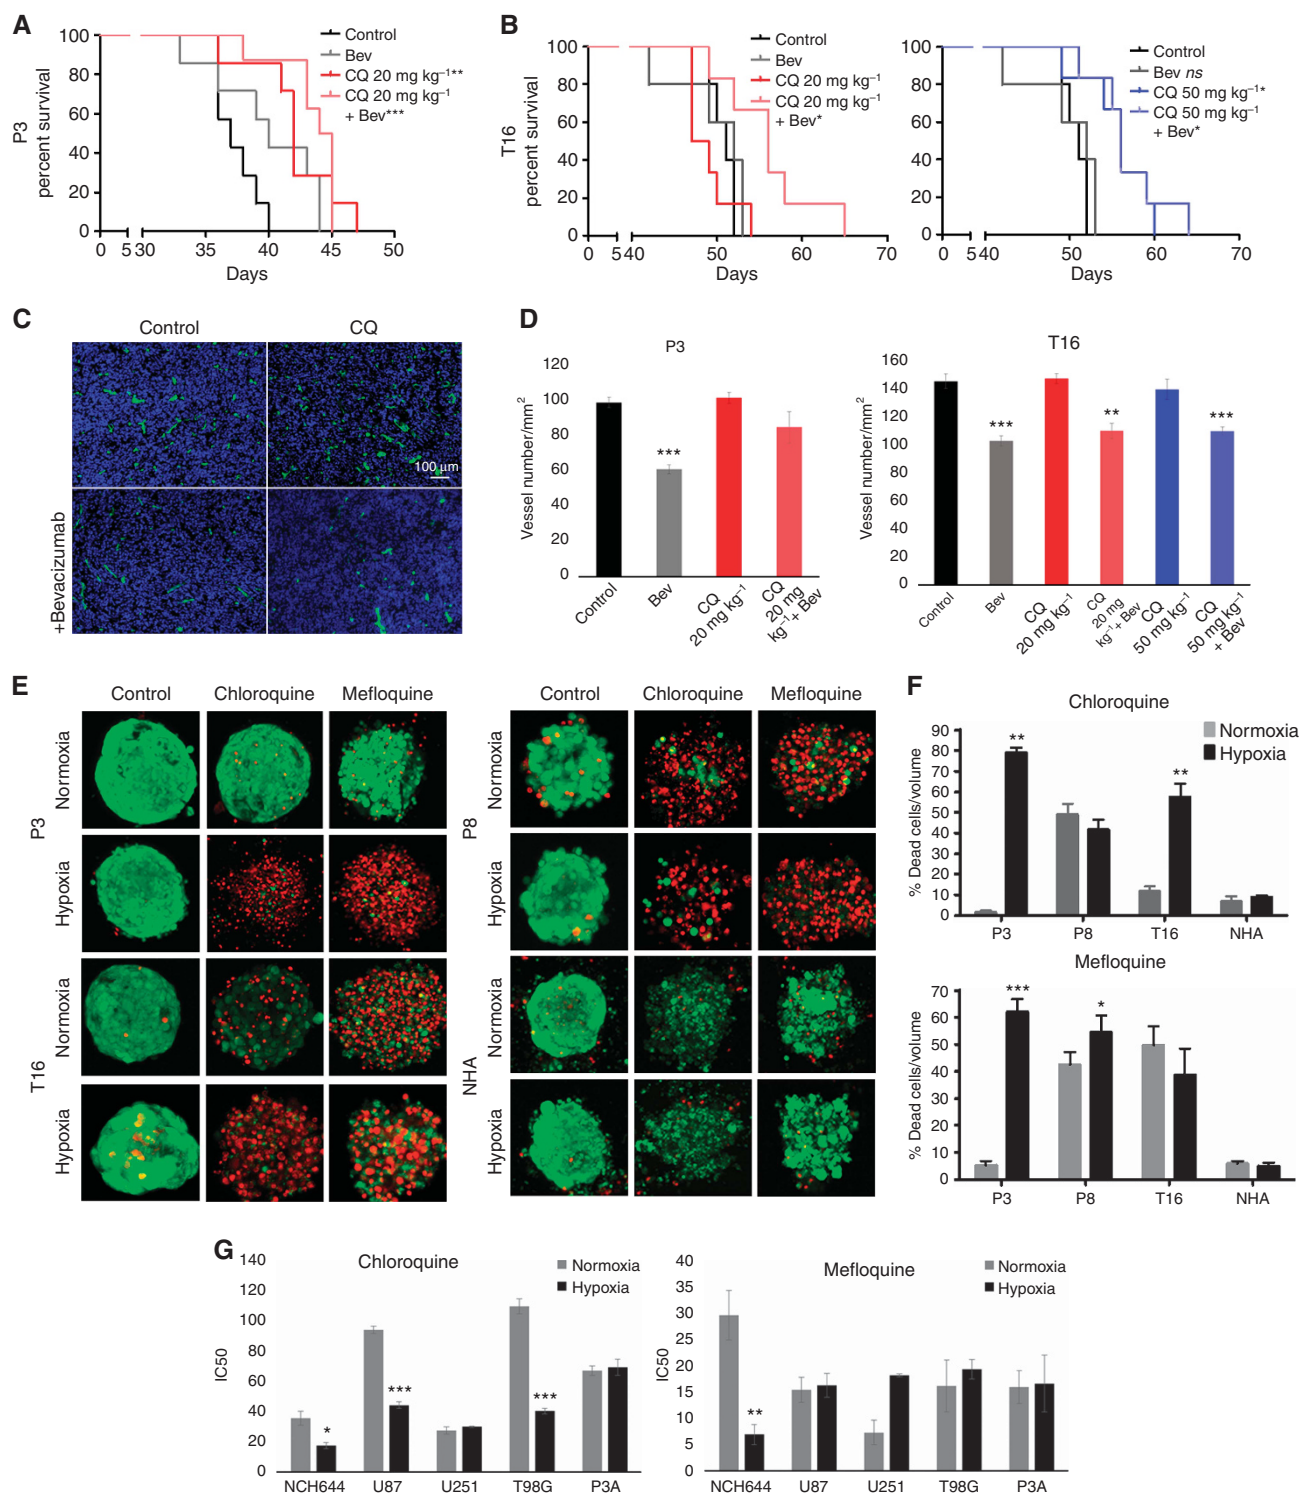 A
P3
percent survival
100
80
60
40
20
0
0 5 30 35 40 45 50
Days
Control
Bev
CQ 20 mg kg⁻¹**
CQ 20 mg kg⁻¹
+ Bev***
B
T16
percent survival
100
80
60
40
20
0
0 5 40 50 60 70
Days
Control
Bev
CQ 20 mg kg⁻¹
CQ 20 mg kg⁻¹
+ Bev*
100
80
60
40
20
0
0 5 40 50 60 70
Days
Control
Bev ns
CQ 50 mg kg⁻¹*
CQ 50 mg kg⁻¹
+ Bev*
C
Control CQ
+Bevacizumab
100 µm
D
P3
Vessel number/mm²
120
100
80
60
40
20
0
***
Control
Bev
CQ
20 mg kg⁻¹
CQ
20 mg
kg⁻¹+ Bev
T16
Vessel number/mm²
160
140
120
100
80
60
40
20
0
*** ** ***
Control
Bev
CQ
20 mg kg⁻¹
CQ
20 mg
kg⁻¹+ Bev
CQ
50 mg kg⁻¹
CQ
50 mg kg⁻¹
+ Bev
E
Control Chloroquine Mefloquine
P3
Normoxia
Hypoxia
T16
Normoxia
Hypoxia
Control Chloroquine Mefloquine
P8
Normoxia
Hypoxia
NHA
Normoxia
Hypoxia
F
Chloroquine
Normoxia
Hypoxia
% Dead cells/volume
90
80
70
60
50
40
30
20
10
0
** **
P3 P8 T16 NHA
Mefloquine
% Dead cells/volume
70
60
50
40
30
20
10
0
*** *
P3 P8 T16 NHA
G
Chloroquine
Normoxia
Hypoxia
IC50
140
120
100
80
60
40
20
0
* *** ***
NCH644 U87 U251 T98G P3A
Mefloquine
Normoxia
Hypoxia
IC50
40
35
30
25
20
15
10
5
0
**
NCH644 U87 U251 T98G P3A